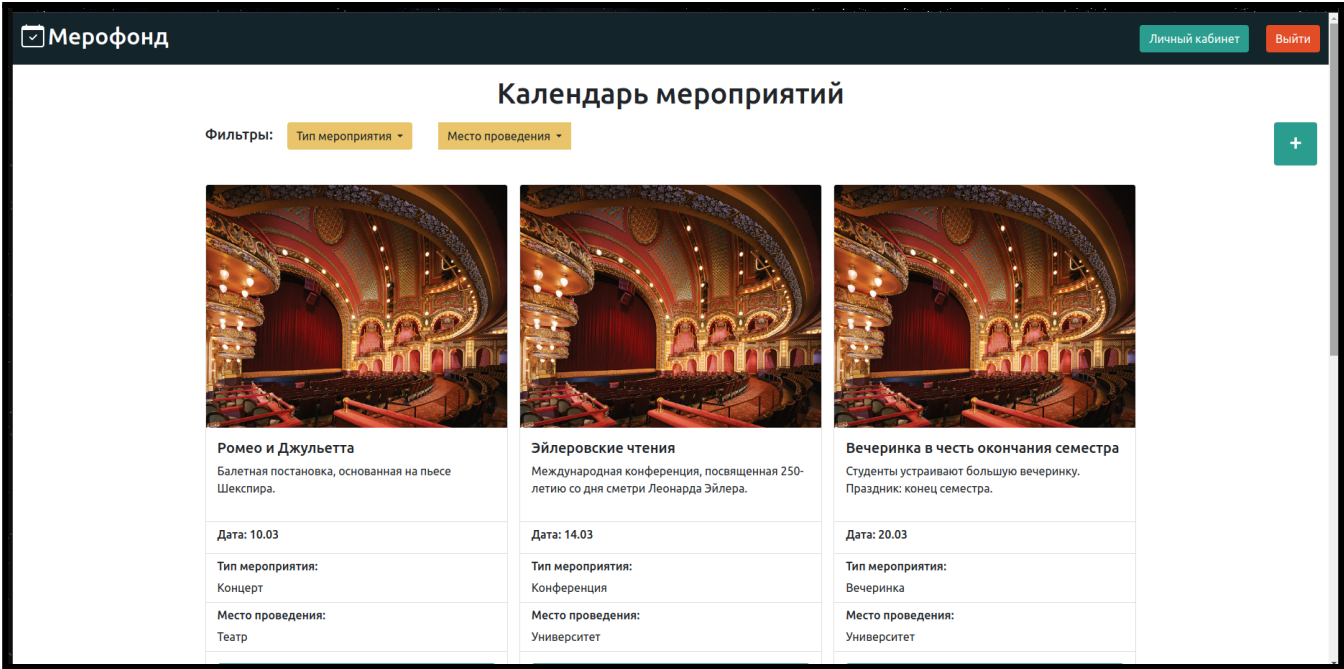 Мерофонд
Личный кабинет
Выйти
Календарь мероприятий
Фильтры:
Тип мероприятия
Место проведения
+
Ромео и Джульетта
Балетная постановка, основанная на пьесе
Шекспира.
Дата: 10.03
Тип мероприятия:
Концерт
Место проведения:
Театр
Эйлеровские чтения
Международная конференция, посвященная 250-
летию со дня сметри Леонарда Эйлера.
Дата: 14.03
Тип мероприятия:
Конференция
Место проведения:
Университет
Вечеринка в честь окончания семестра
Студенты устраивают большую вечеринку.
Праздник: конец семестра.
Дата: 20.03
Тип мероприятия:
Вечеринка
Место проведения:
Университет